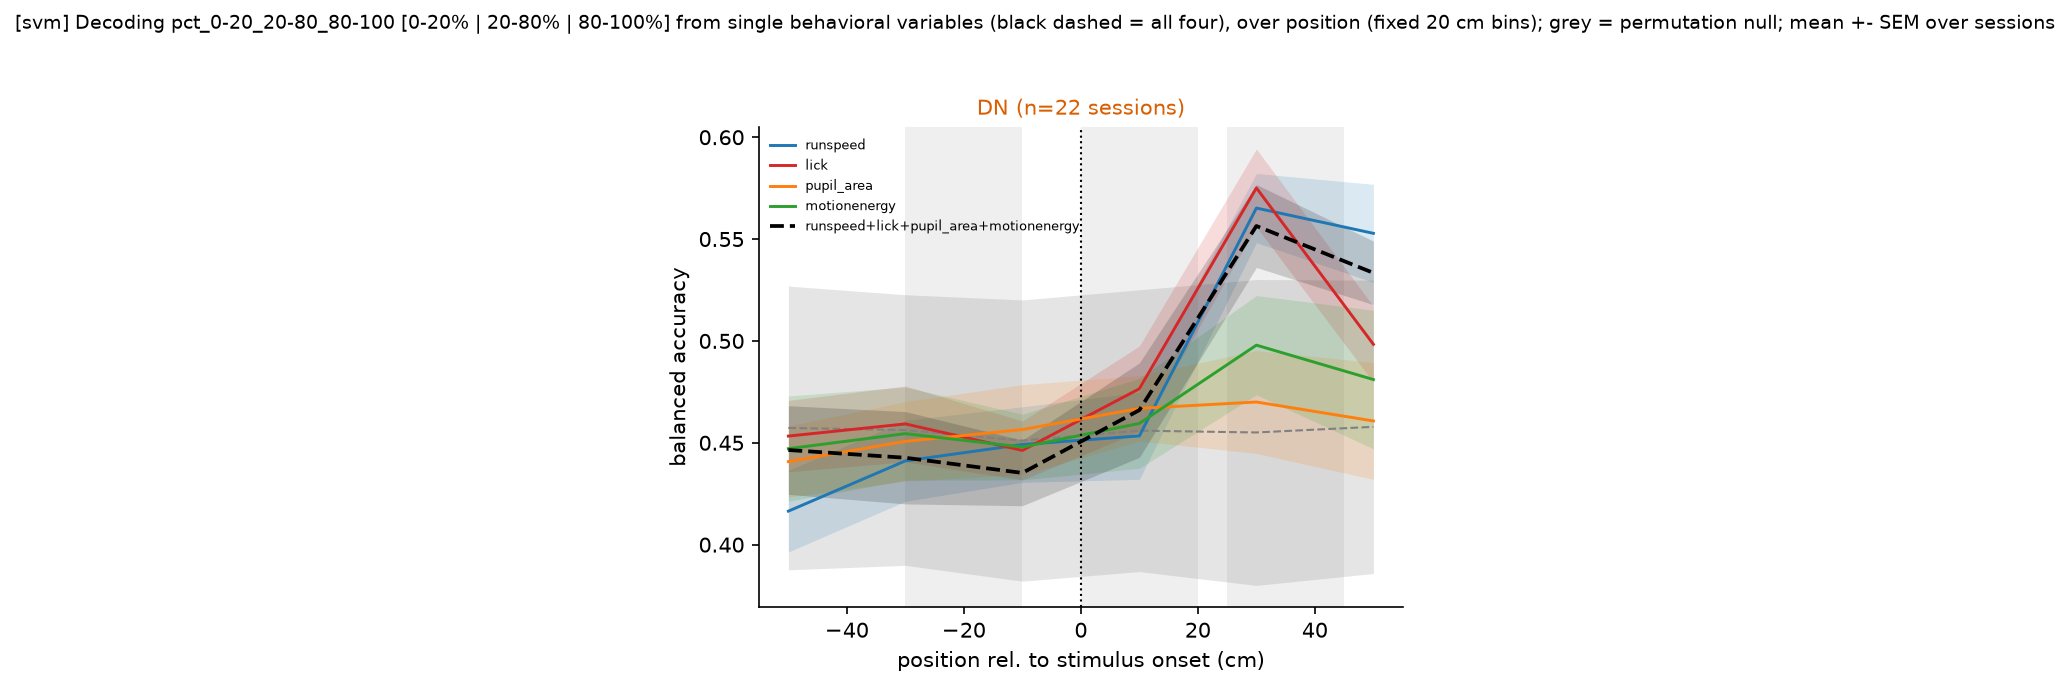 [svm] Decoding pct_0-20_20-80_80-100 [0-20% | 20-80% | 80-100%] from single behavioral variables (black dashed = all four), over position (fixed 20 cm bins); grey = permutation null; mean +- SEM over sessions
DN (n=22 sessions)
runspeed
lick
pupil_area
motionenergy
runspeed+lick+pupil_area+motionenergy
balanced accuracy
0.60
0.55
0.50
0.45
0.40
−40
−20
0
20
40
position rel. to stimulus onset (cm)